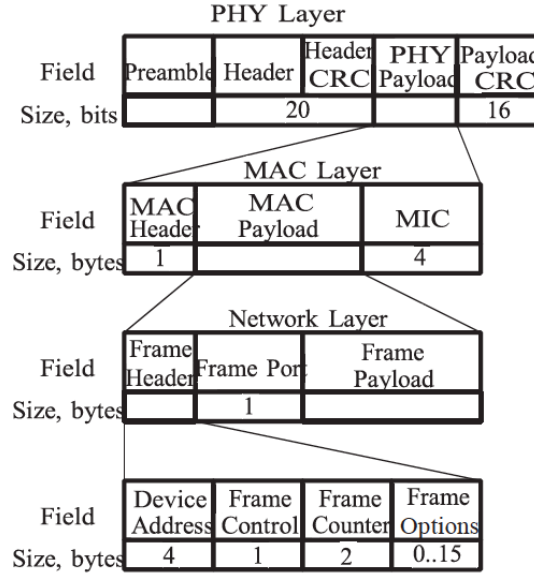 PHY Layer
Field Preamble Header Header CRC PHY Payload Payload CRC
Size, bits 20 16
MAC Layer
Field MAC Header MAC Payload MIC
Size, bytes 1 4
Network Layer
Field Frame Header Frame Port Frame Payload
Size, bytes 1
Field Device Address Frame Control Frame Counter Frame Options
Size, bytes 4 1 2 0..15